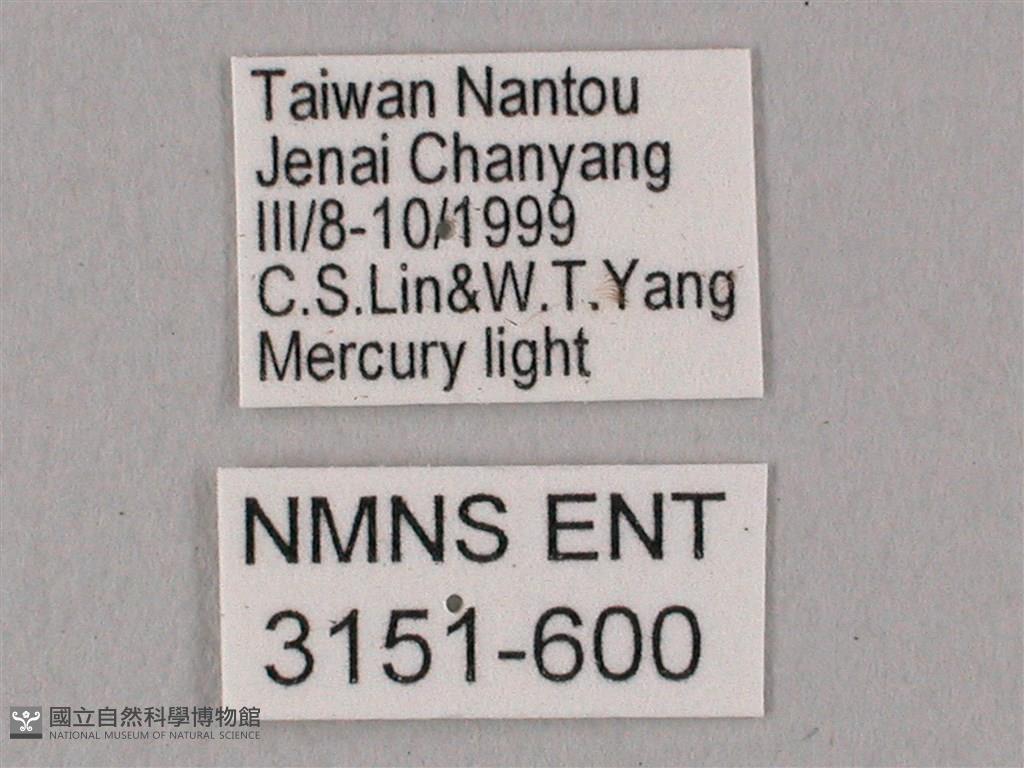 Taiwan Nantou
Jenai Chanyang
III/8-10/1999
C.S.Lin&W.T.Yang
Mercury light
NMNS ENT
3151-600
國立自然科學博物館
NATIONAL MUSEUM OF NATURAL SCIENCE